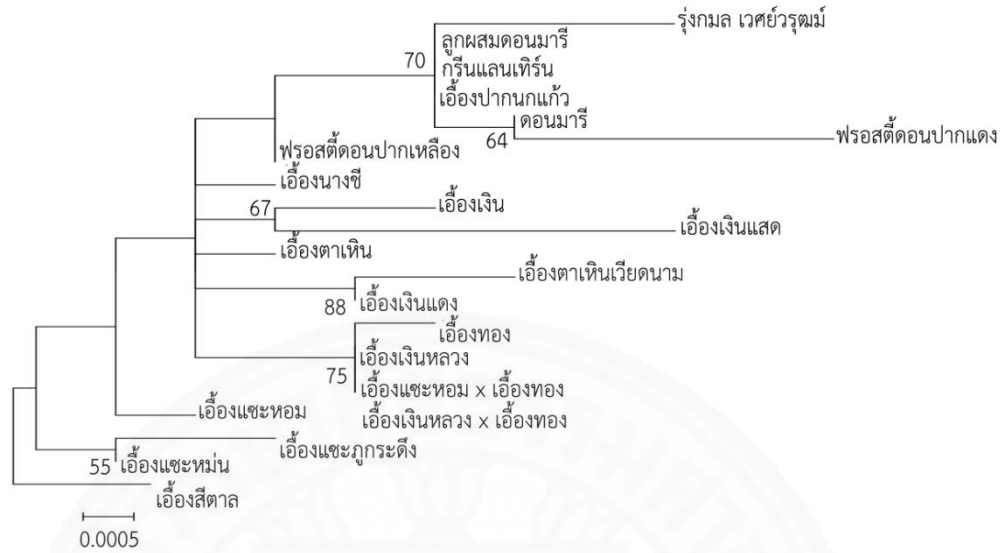 รุ่งกมล เวศย์วรุฒม์
ลูกผสมดอนมารี
70
กรีนแลนเทิร์น
เอื้องปากนกแก้ว
ดอนมารี
64
ฟรอสตี้ดอนปากแดง
ฟรอสตี้ดอนปากเหลือง
เอื้องนางชี
67
เอื้องเงิน
เอื้องเงินแสด
เอื้องตาเหิน
เอื้องตาเหินเวียดนาม
88
เอื้องเงินแดง
เอื้องทอง
เอื้องเงินหลวง
75
เอื้องแซะหอม x เอื้องทอง
เอื้องเงินหลวง x เอื้องทอง
เอื้องแซะหอม
เอื้องแซะภูกระดึง
55
เอื้องแซะหม่น
เอื้องสีตาล
0.0005